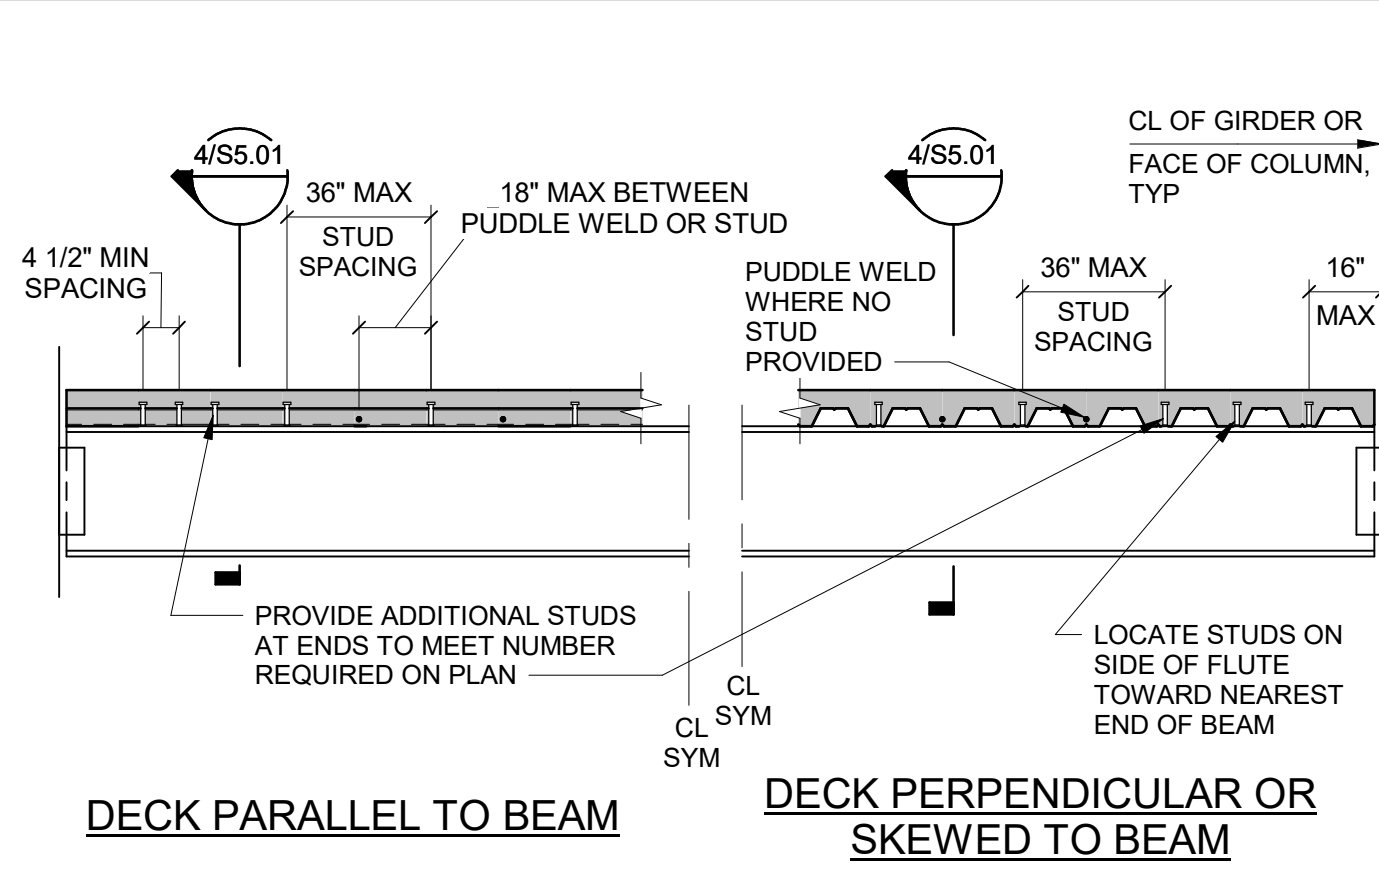 CL OF GIRDER OR
FACE OF COLUMN,
TYP
4/S5.01
4/S5.01
36" MAX
STUD
SPACING
18" MAX BETWEEN
PUDDLE WELD OR STUD
4 1/2" MIN
SPACING
PUDDLE WELD
WHERE NO
STUD
PROVIDED
36" MAX
STUD
SPACING
16"
MAX
PROVIDE ADDITIONAL STUDS
AT ENDS TO MEET NUMBER
REQUIRED ON PLAN
LOCATE STUDS ON
SIDE OF FLUTE
TOWARD NEAREST
END OF BEAM
CL
SYM
CL
SYM
DECK PARALLEL TO BEAM
DECK PERPENDICULAR OR
SKEWED TO BEAM